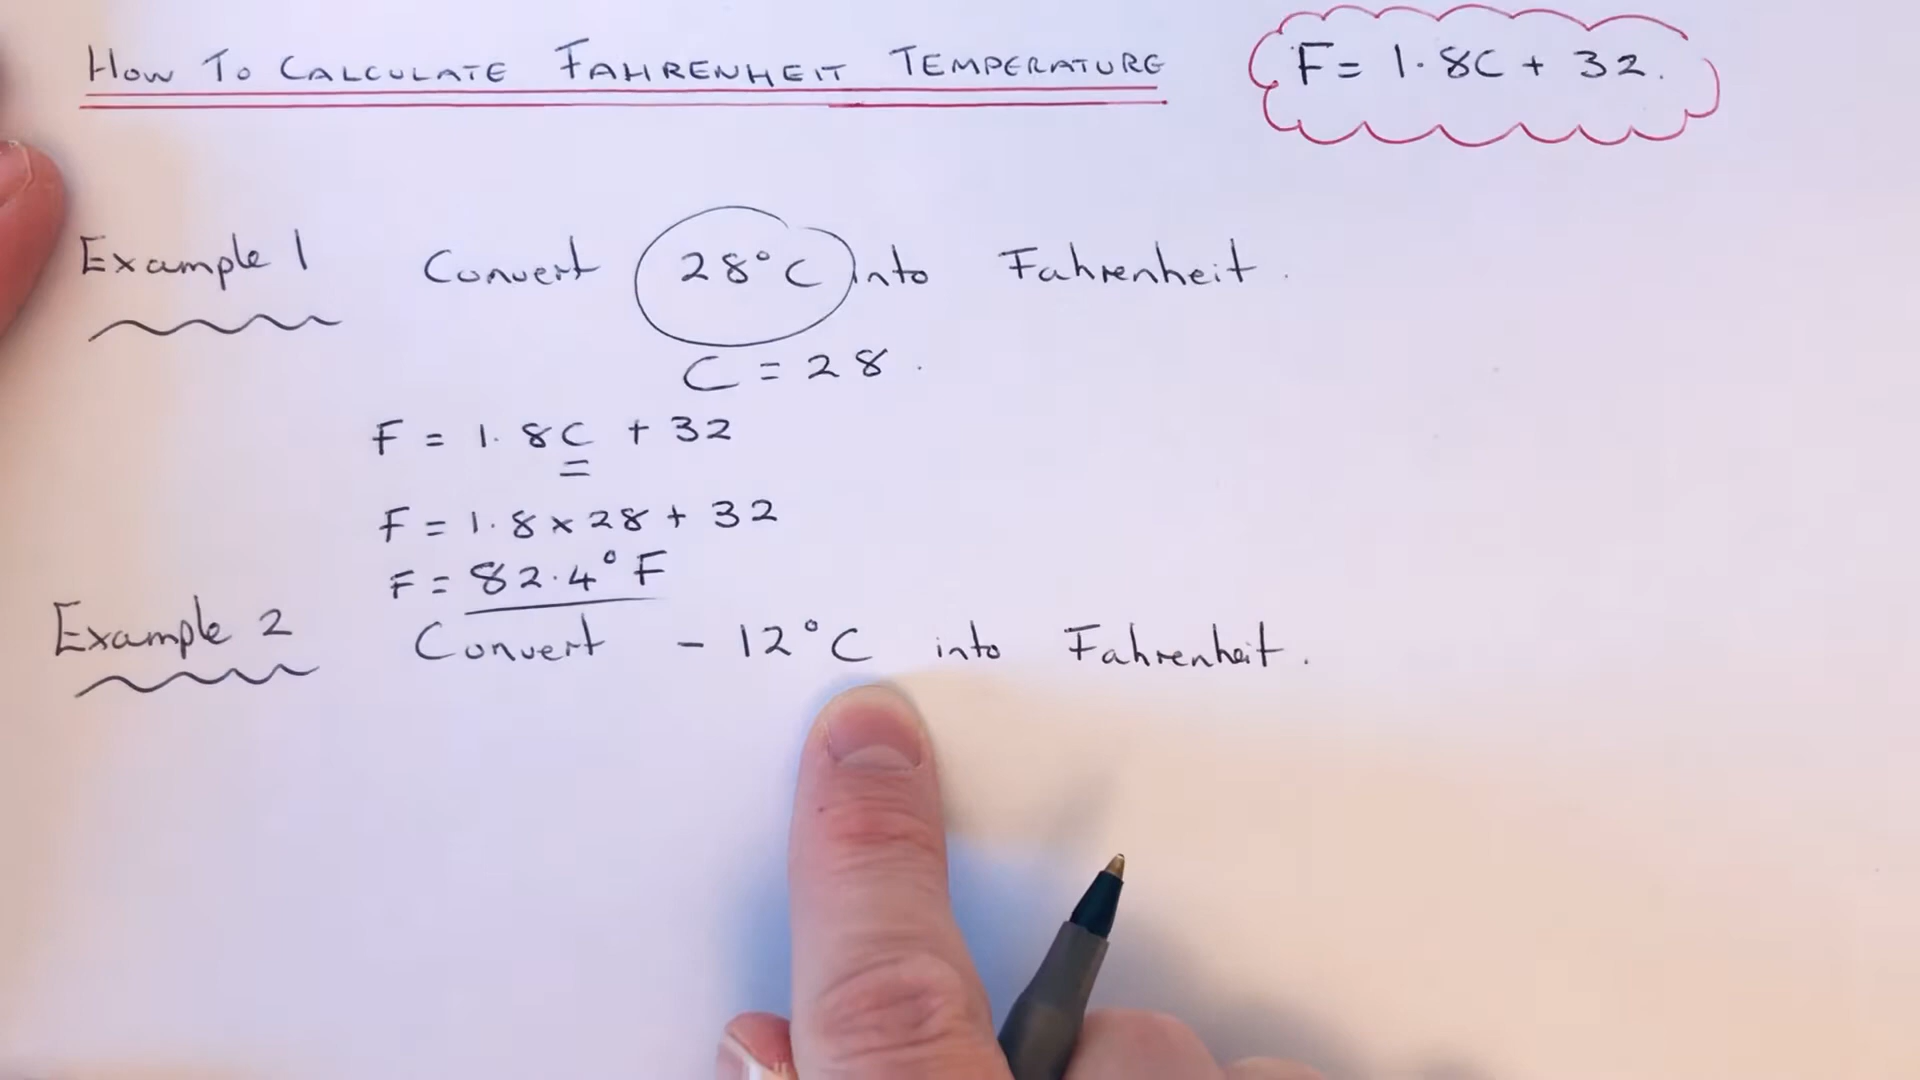 HOW TO CALCULATE FAHRENHEIT TEMPERATURE
F = 1.8C + 32.
Example 1 Convert 28°C into Fahrenheit.
C = 28.
F = 1.8C + 32
F = 1.8 x 28 + 32
F = 82.4°F
Example 2 Convert - 12°C into Fahrenheit.